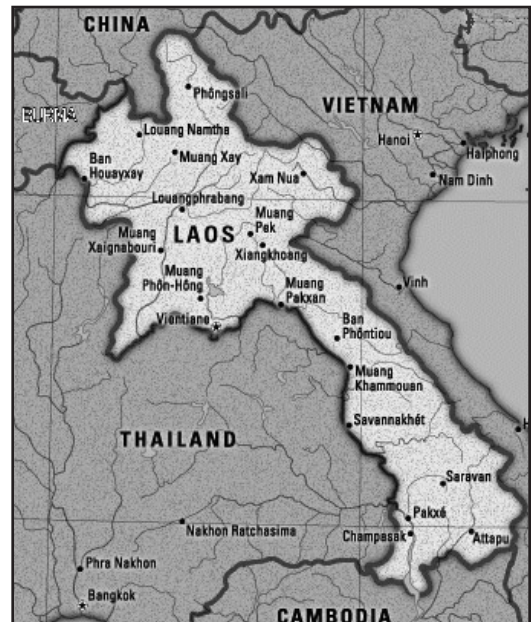 CHINA
Phôngsali
VIETNAM
BURMA
Louang Namtha
Hanoi
Haiphong
Ban
Houayxay
Muang Xay
Xam Nua
Nam Dinh
Louangphrabang
Muang
Pek
Muang
Xaignabouri
LAOS
Xiangkhoang
Muang
Phôn-Hông
Muang
Pakxan
Vinh
Vientiane
Ban
Phôntiou
Muang
Khammouan
Savannakhét
THAILAND
Saravan
Pakxé
Nakhon Ratchasima
Champasak
Attapu
Phra Nakhon
Bangkok
CAMBODIA